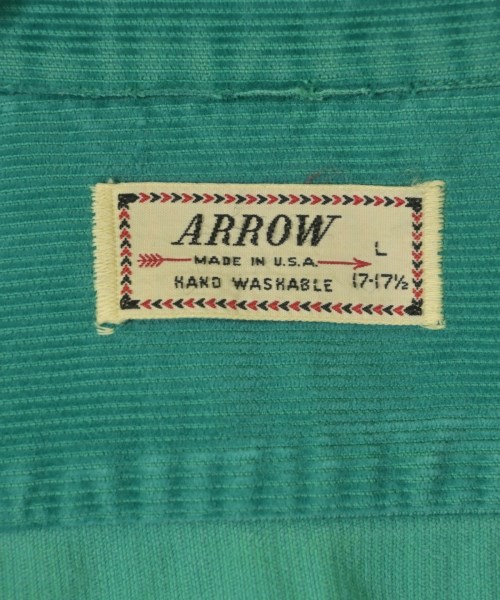 ARROW
MADE IN U.S.A.
L
HAND WASHABLE 17-17½